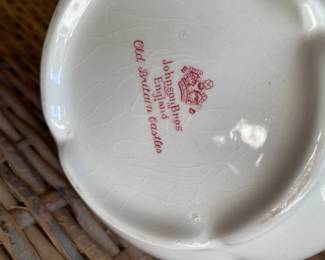 Johnson Bros
England
Old Britain Castles